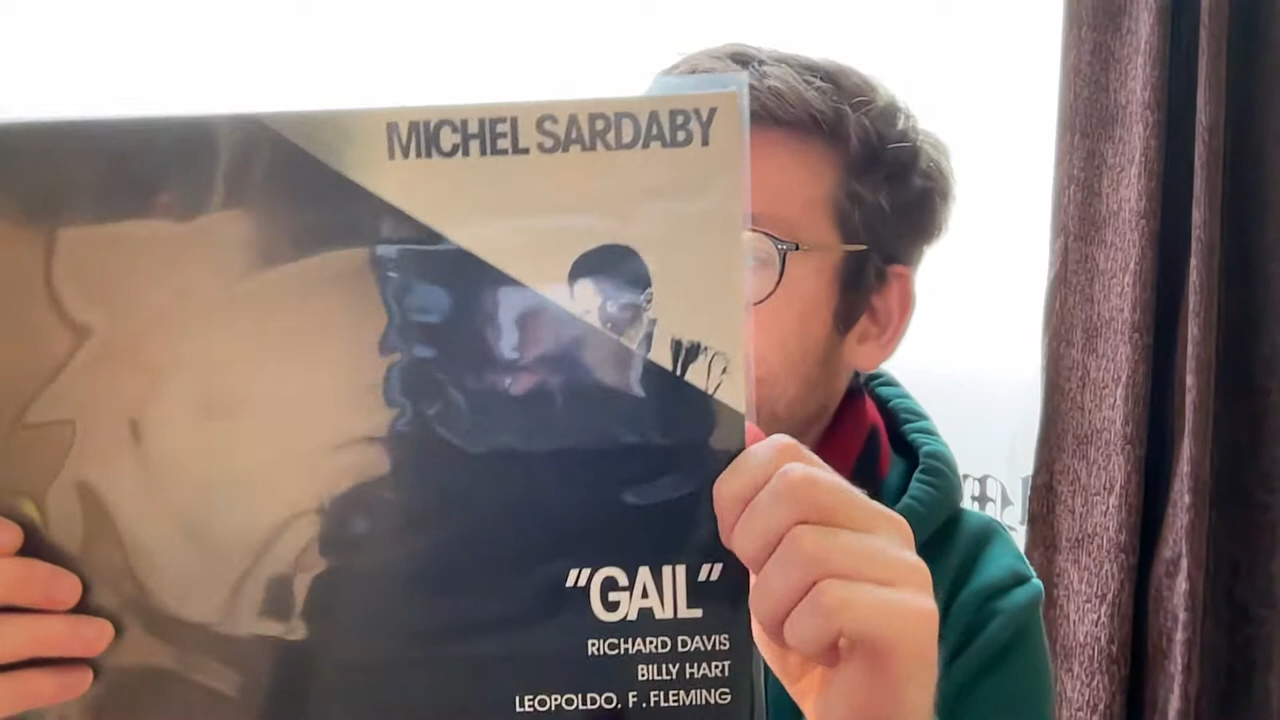 MICHEL SARDABY
"GAIL"
RICHARD DAVIS
BILLY HART
LEOPOLDO. F. FLEMING